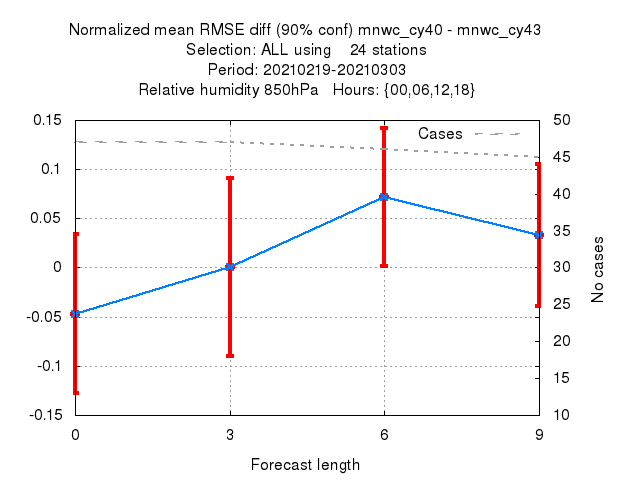 Normalized mean RMSE diff (90% conf) mnwc_cy40 - mnwc_cy43
Selection: ALL using    24 stations
Period: 20210219-20210303
Relative humidity 850hPa   Hours: {00,06,12,18}
0.15
0.1
0.05
0
-0.05
-0.1
-0.15
Cases
50
45
40
35
30
25
20
15
10
No cases
0
3
6
9
Forecast length